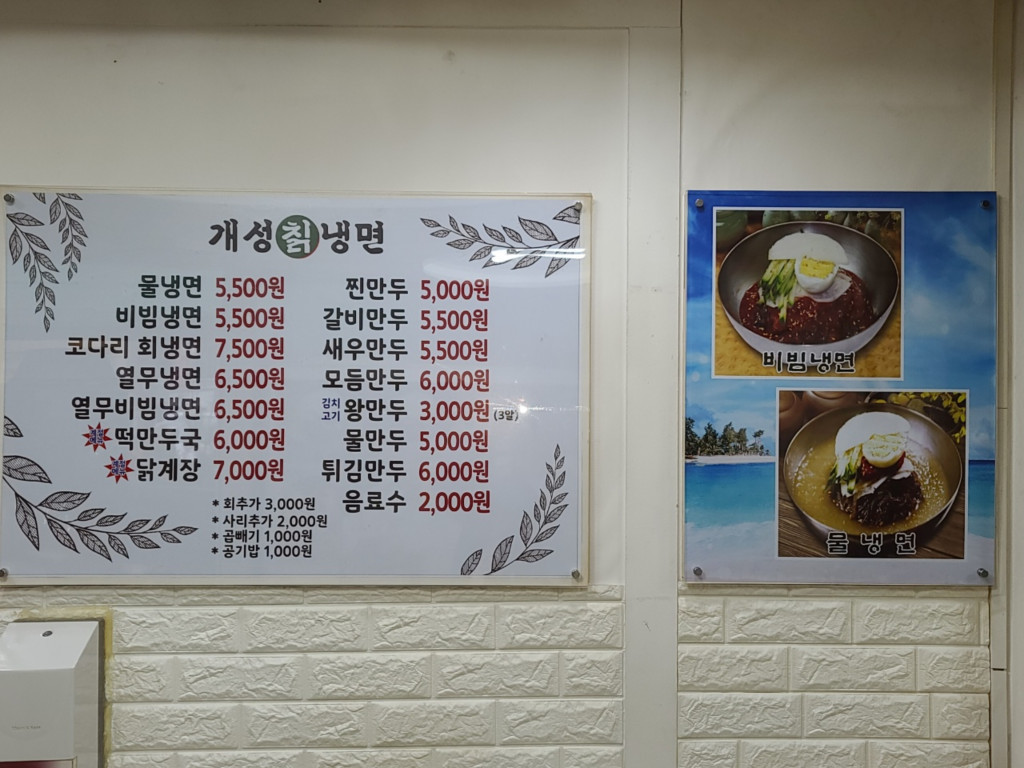 개성칡냉면
물냉면 5,500원
비빔냉면 5,500원
코다리 회냉면 7,500원
열무냉면 6,500원
열무비빔냉면 6,500원
떡만두국 6,000원
닭계장 7,000원
* 회추가 3,000원
* 사리추가 2,000원
* 곱빼기 1,000원
* 공기밥 1,000원
찐만두 5,000원
갈비만두 5,500원
새우만두 5,500원
모듬만두 6,000원
김치 고기 왕만두 3,000원 (3알)
물만두 5,000원
튀김만두 6,000원
음료수 2,000원
비빔냉면
물냉면